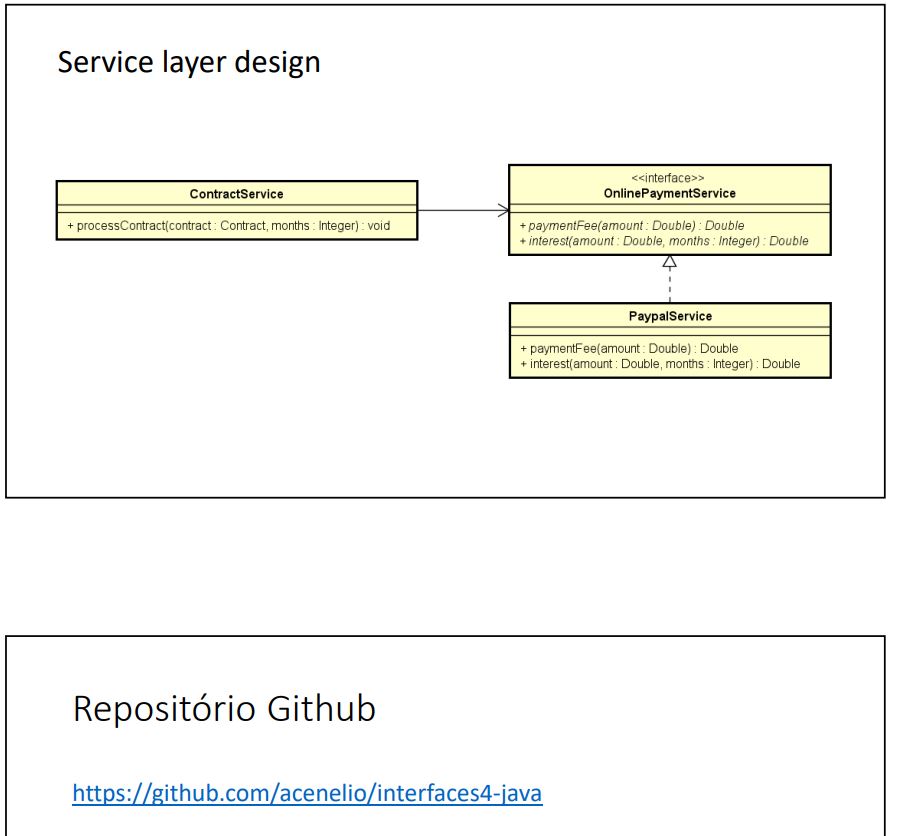 Service layer design
ContractService
+ processContract(contract : Contract, months : Integer) : void
<<interface>>
OnlinePaymentService
+ paymentFee(amount : Double) : Double
+ interest(amount : Double, months : Integer) : Double
PaypalService
+ paymentFee(amount : Double) : Double
+ interest(amount : Double, months : Integer) : Double
Repositório Github
https://github.com/acenelio/interfaces4-java